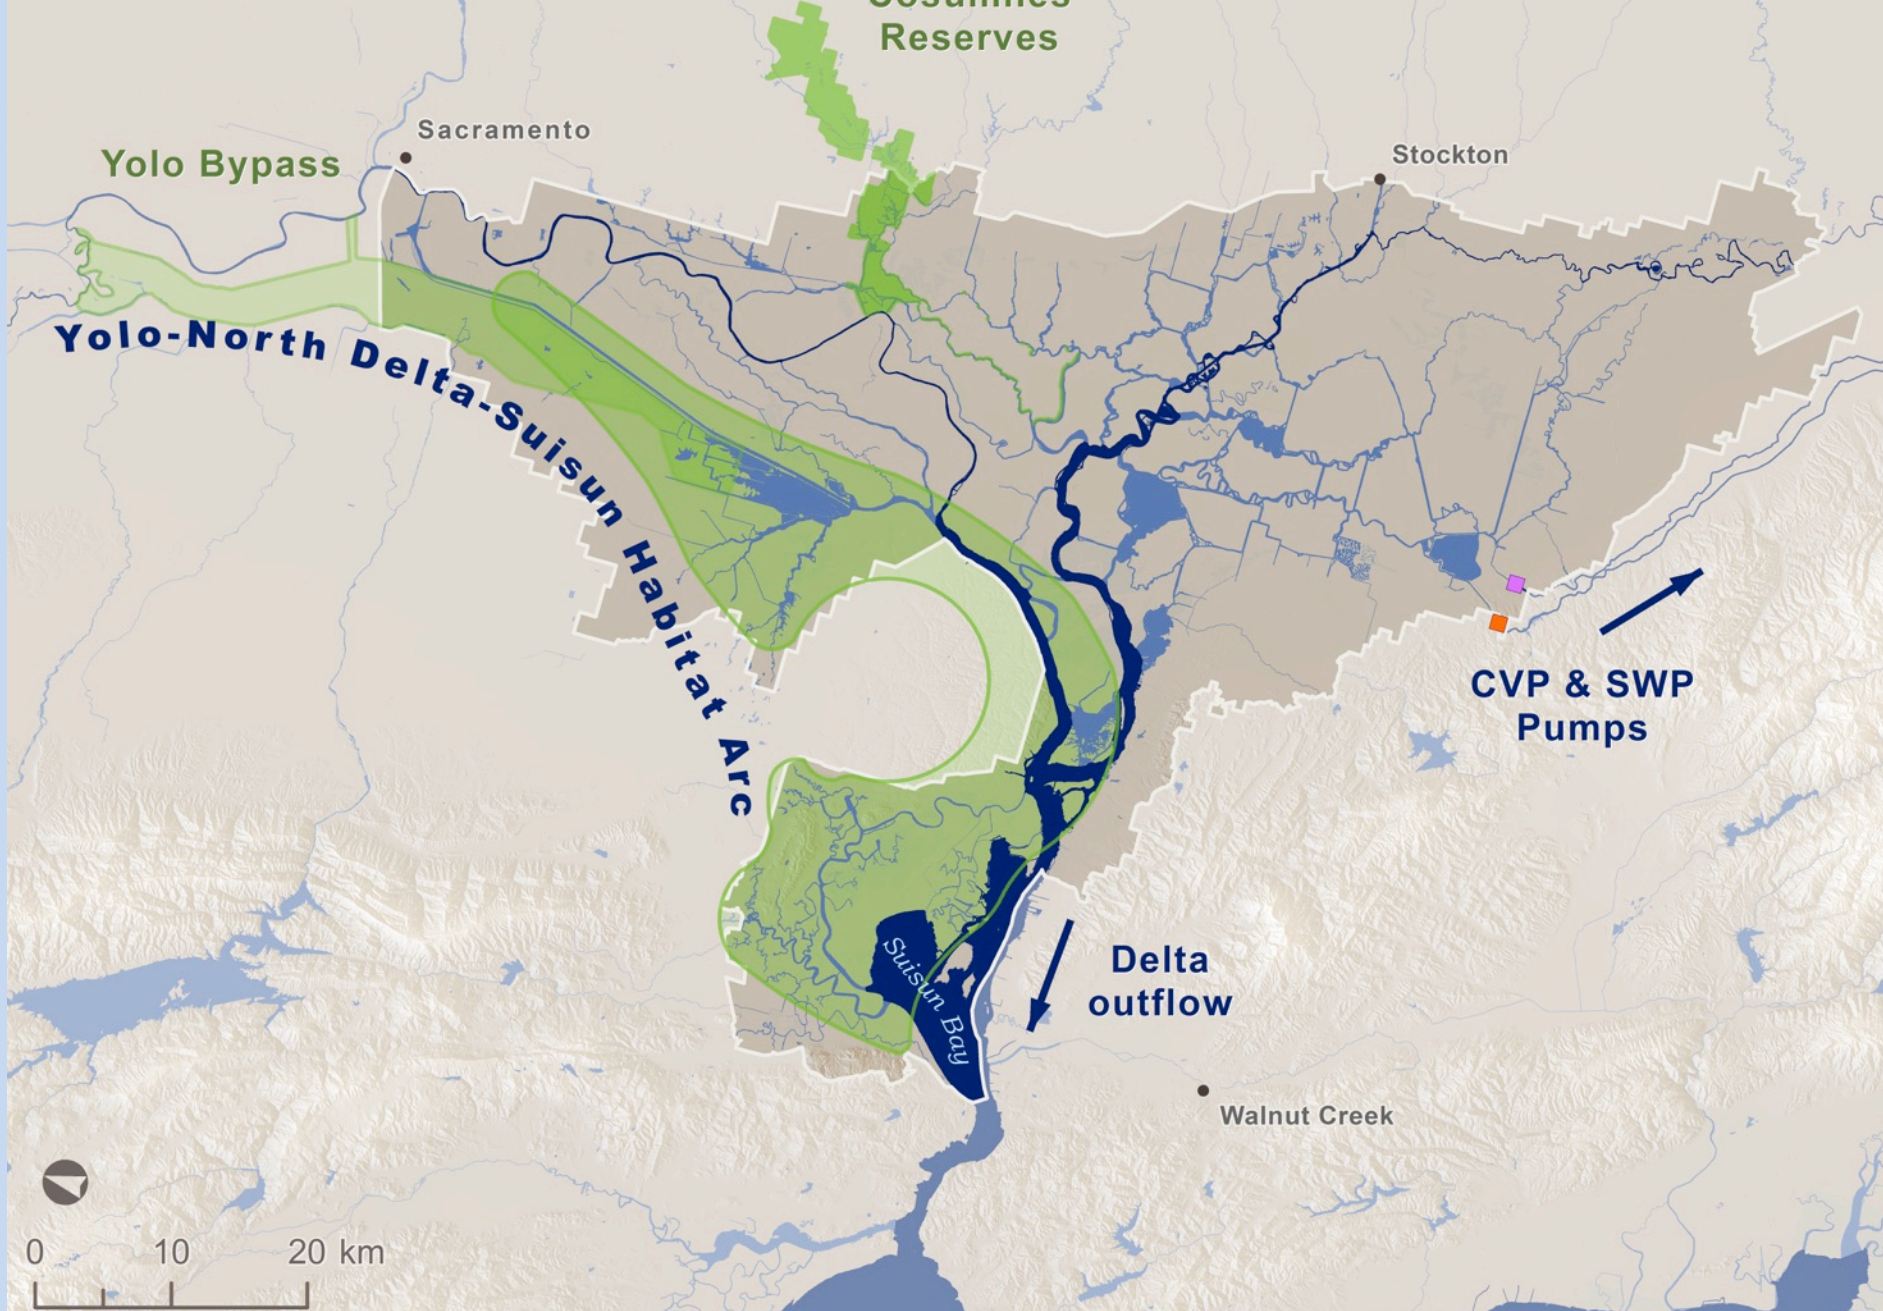 Cosumnes
Reserves
Sacramento
Yolo Bypass
Stockton
Yolo-North Delta-Suisun Habitat Arc
CVP & SWP
Pumps
Suisun Bay
Delta
outflow
Walnut Creek
0 10 20 km